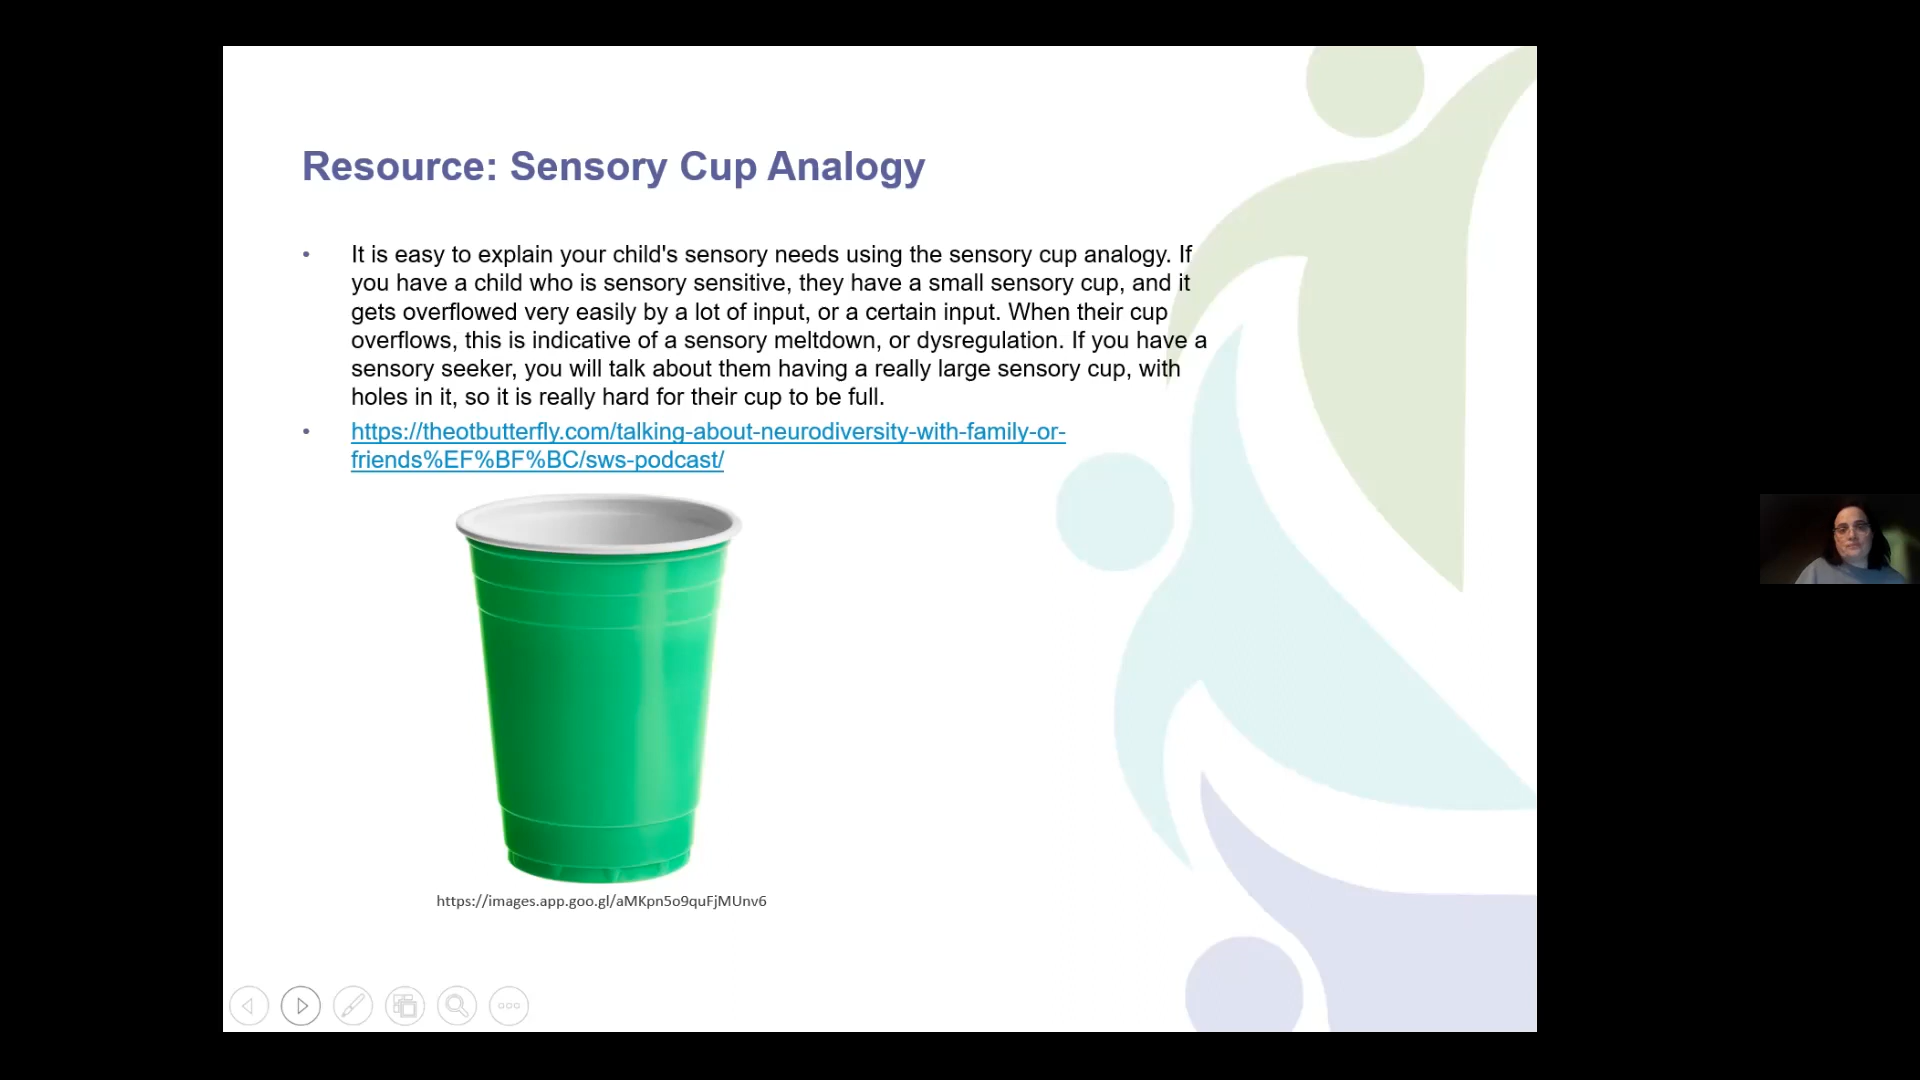 Resource: Sensory Cup Analogy
• It is easy to explain your child's sensory needs using the sensory cup analogy. If
you have a child who is sensory sensitive, they have a small sensory cup, and it
gets overflowed very easily by a lot of input, or a certain input. When their cup
overflows, this is indicative of a sensory meltdown, or dysregulation. If you have a
sensory seeker, you will talk about them having a really large sensory cup, with
holes in it, so it is really hard for their cup to be full.
• https://theotbutterfly.com/talking-about-neurodiversity-with-family-or-
friends%EF%BF%BC/sws-podcast/
https://images.app.goo.gl/aMKpn5o9quFjMUnv6